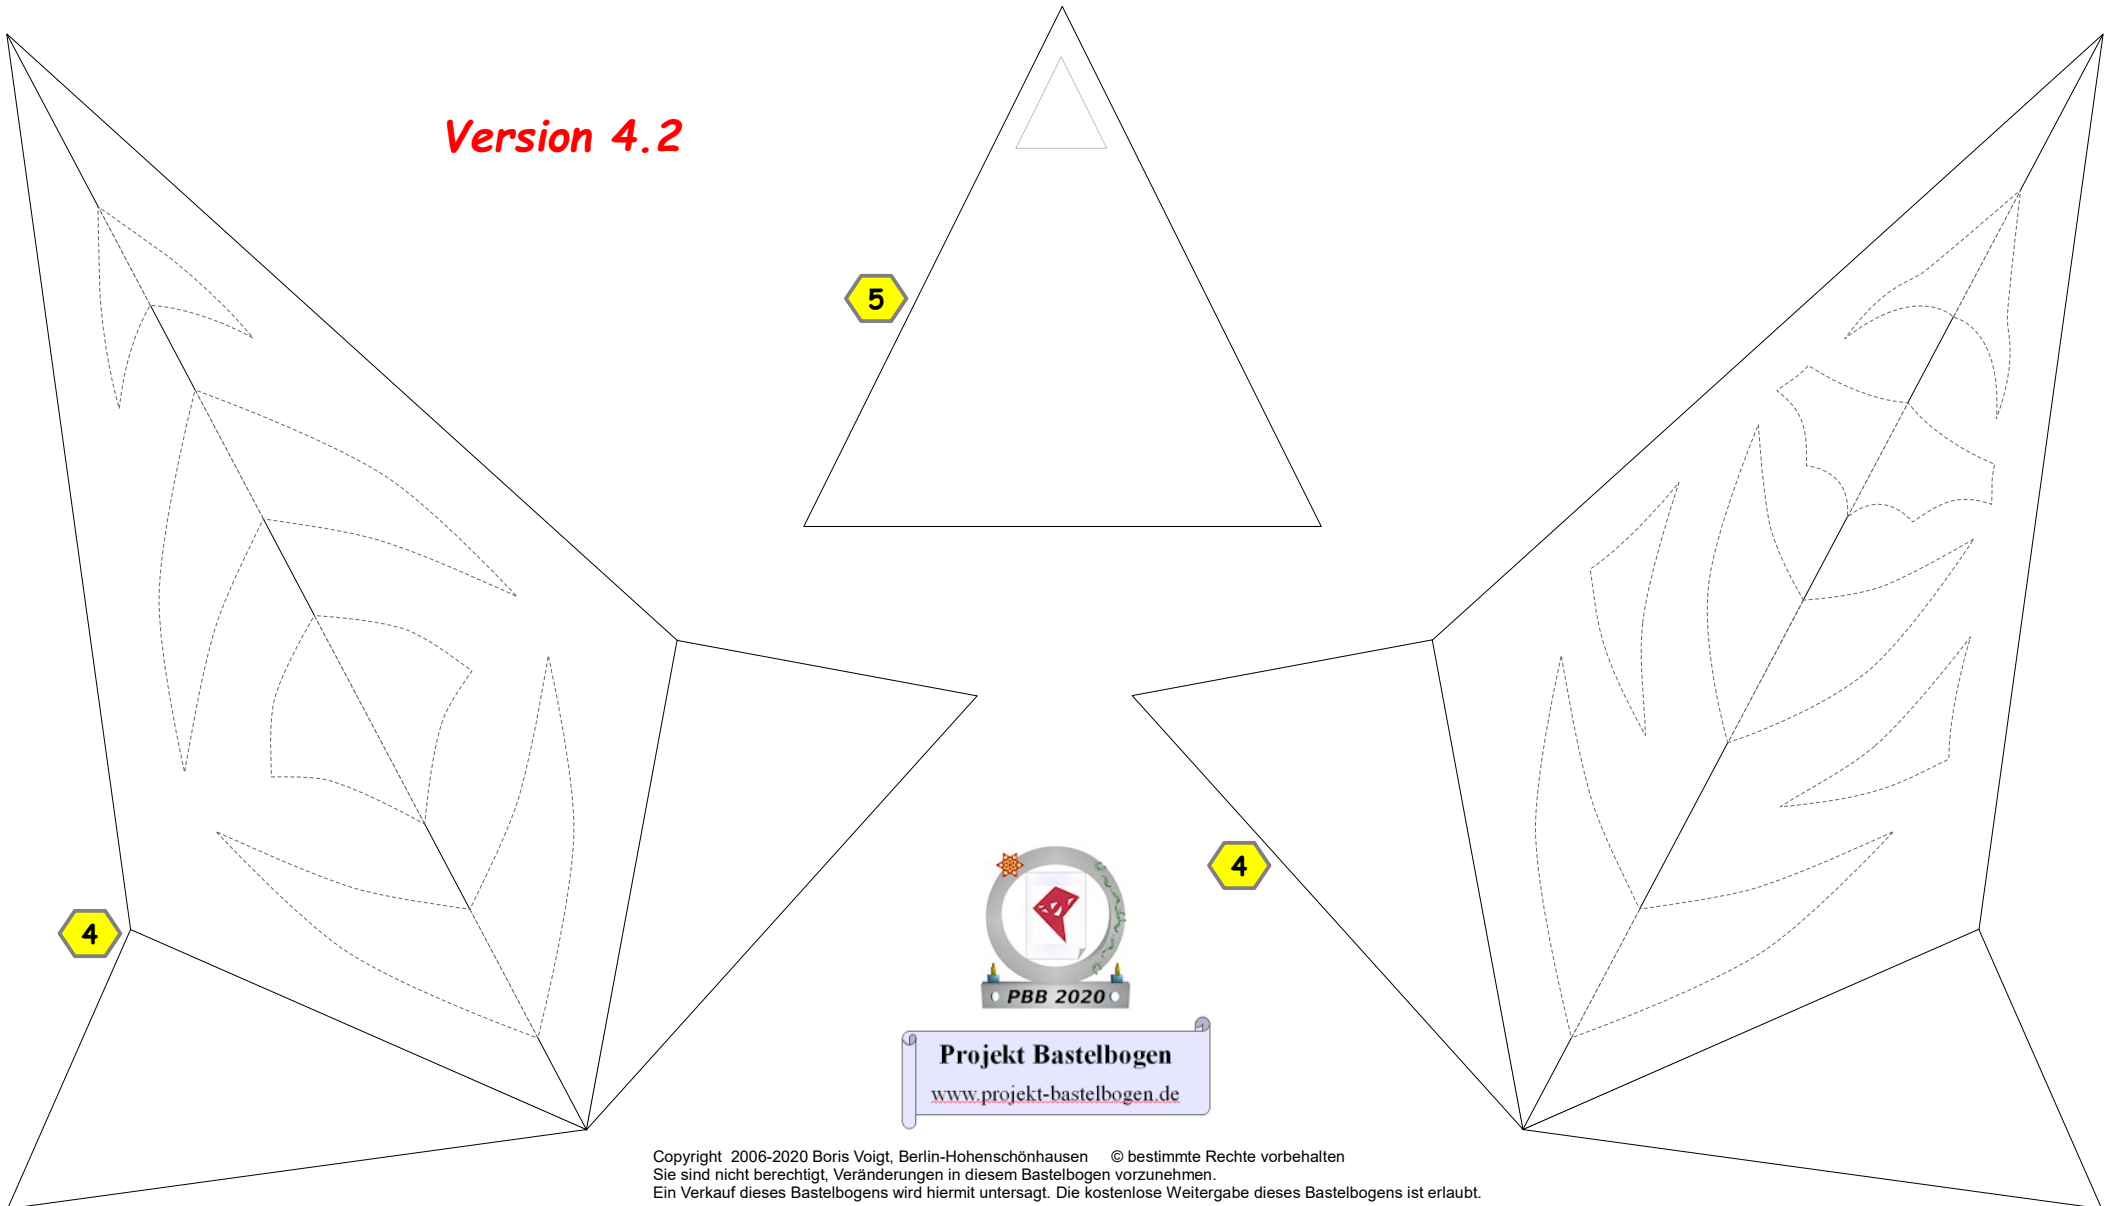 Version 4.2
5
4
4
PBB 2020
Projekt Bastelbogen
www.projekt-bastelbogen.de
Copyright  2006-2020 Boris Voigt, Berlin-Hohenschönhausen     © bestimmte Rechte vorbehalten
Sie sind nicht berechtigt, Veränderungen in diesem Bastelbogen vorzunehmen.
Ein Verkauf dieses Bastelbogens wird hiermit untersagt. Die kostenlose Weitergabe dieses Bastelbogens ist erlaubt.